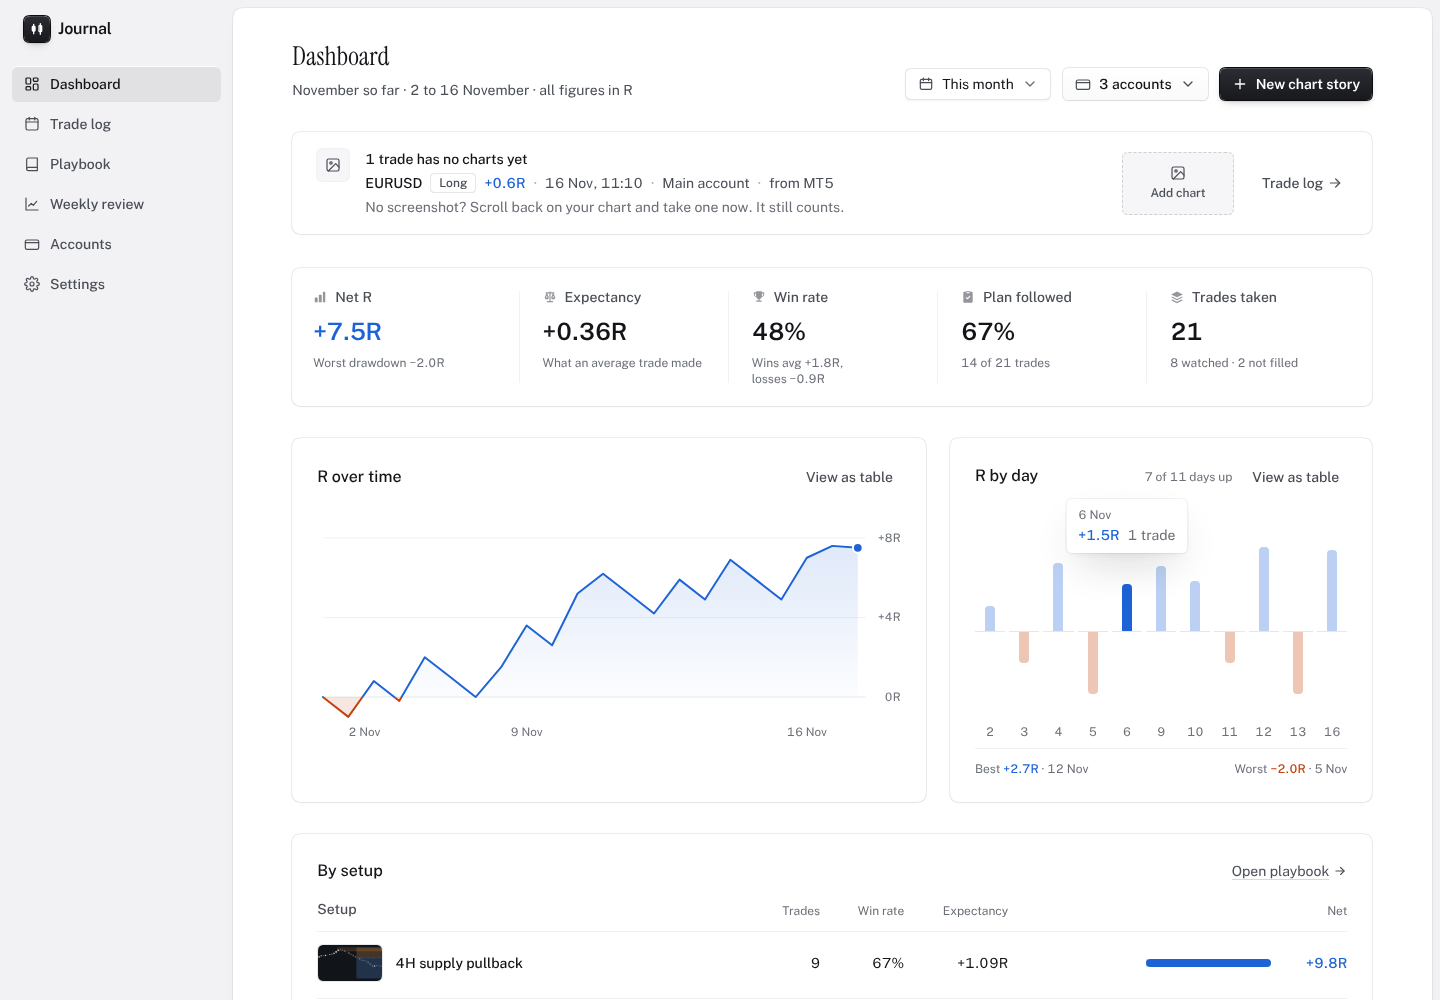 Journal
Dashboard
Trade log
Playbook
Weekly review
Accounts
Settings
Dashboard
November so far · 2 to 16 November · all figures in R
This month
3 accounts
New chart story
1 trade has no charts yet
EURUSD Long +0.6R · 16 Nov, 11:10 · Main account · from MT5
No screenshot? Scroll back on your chart and take one now. It still counts.
Add chart
Trade log →
Net R
+7.5R
Worst drawdown −2.0R
Expectancy
+0.36R
What an average trade made
Win rate
48%
Wins avg +1.8R,
losses −0.9R
Plan followed
67%
14 of 21 trades
Trades taken
21
8 watched · 2 not filled
R over time
View as table
+8R
+4R
0R
2 Nov 9 Nov 16 Nov
R by day
7 of 11 days up
View as table
6 Nov
+1.5R 1 trade
2 3 4 5 6 9 10 11 12 13 16
Best +2.7R · 12 Nov
Worst −2.0R · 5 Nov
By setup
Open playbook →
Setup Trades Win rate Expectancy Net
4H supply pullback 9 67% +1.09R +9.8R